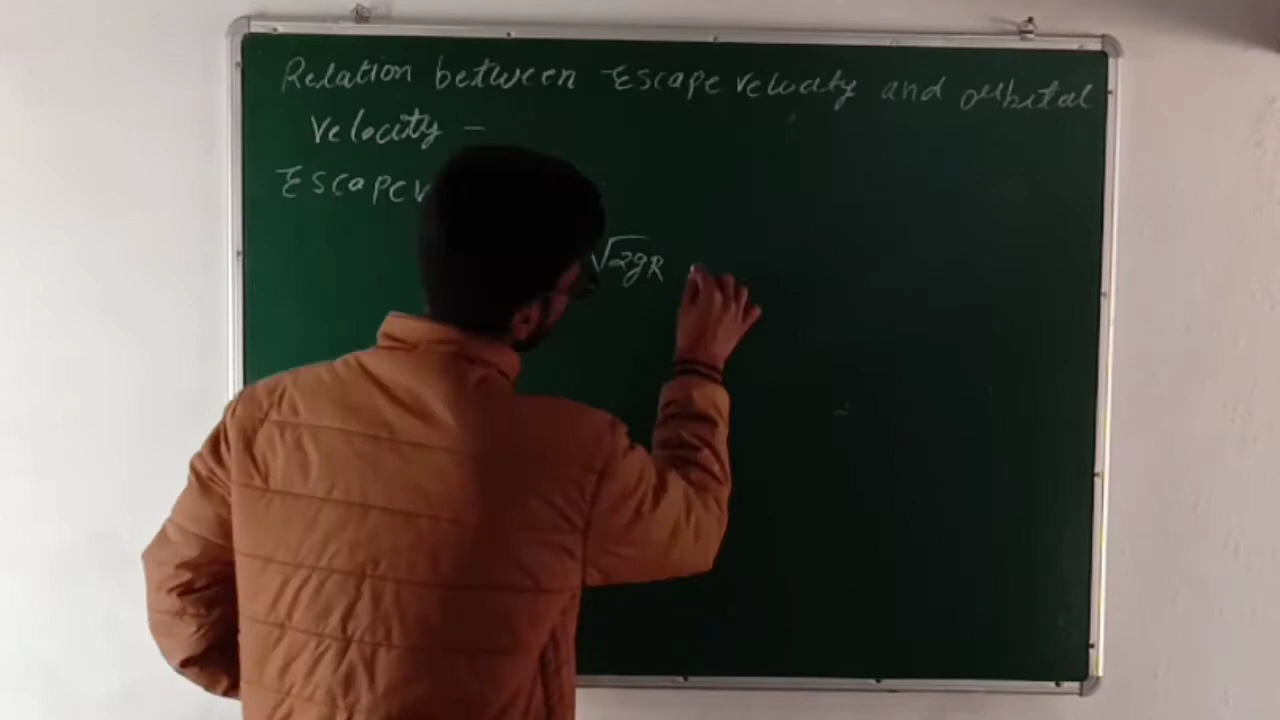 Relation between Escape velocity and orbital
velocity –
Escape v
√2gR